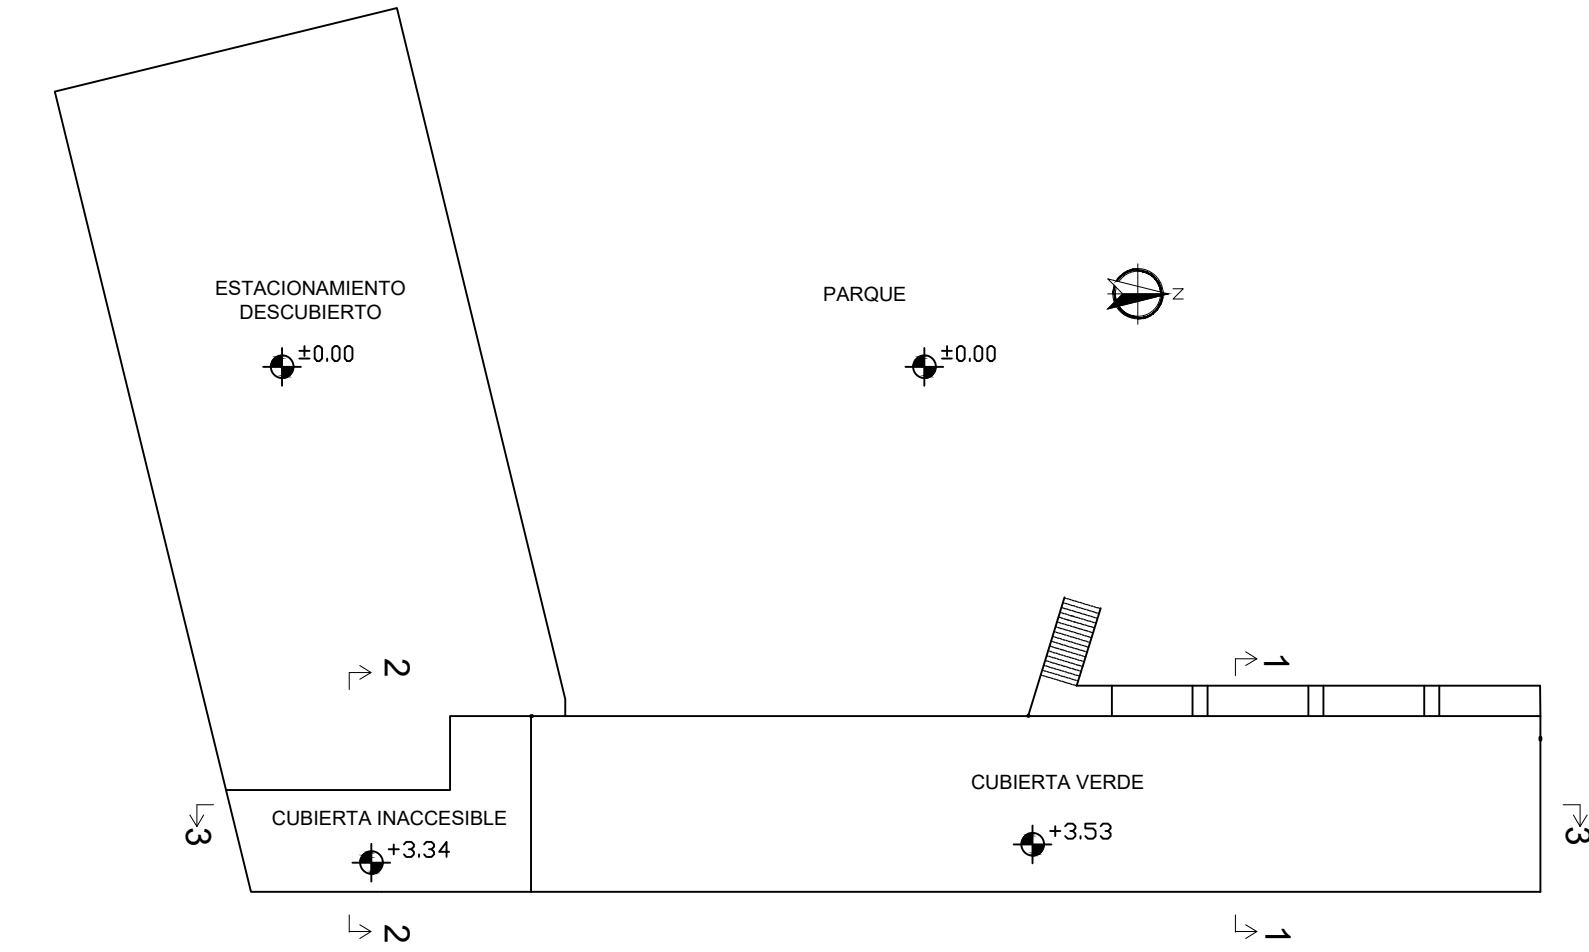 ESTACIONAMIENTO
DESCUBIERTO
±0.00
PARQUE
±0.00
N
2
1
CUBIERTA VERDE
+3.53
CUBIERTA INACCESIBLE
+3.34
3
3
2
1